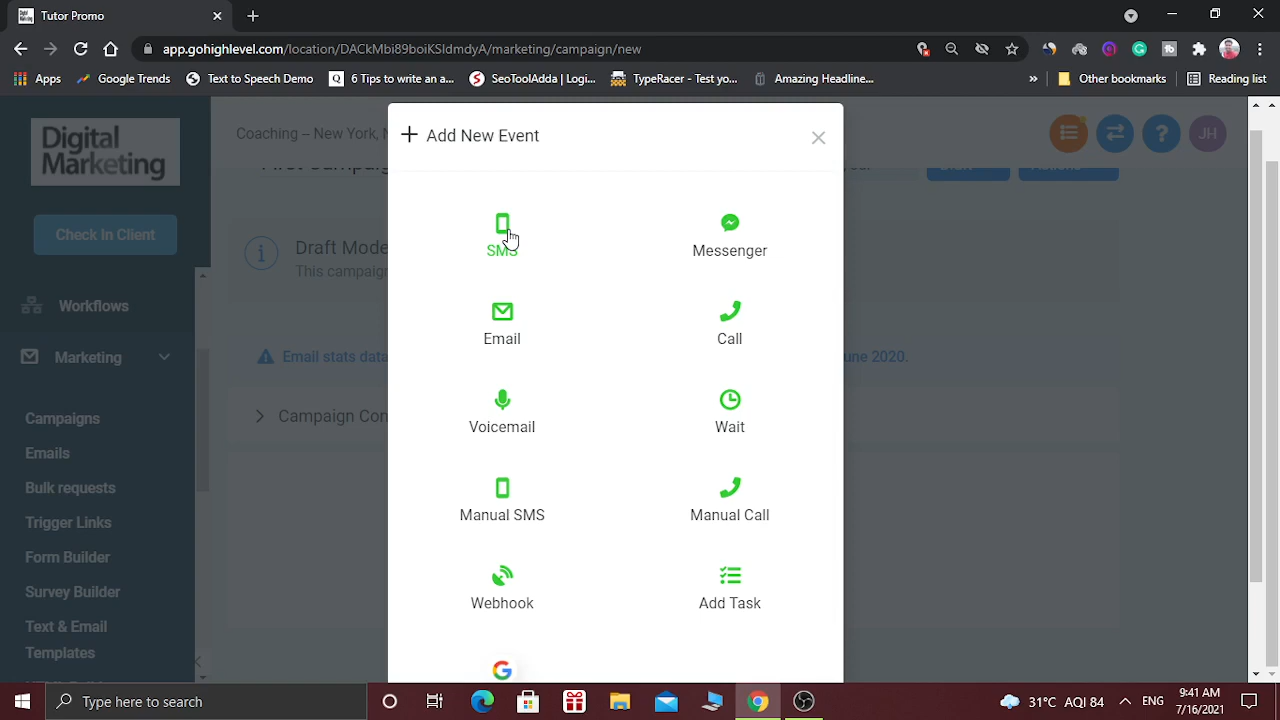 Tutor Promo
app.gohighlevel.com/location/DACkMbi89boiKSIdmdyA/marketing/campaign/new
Apps Google Trends Text to Speech Demo 6 Tips to write an a... SeoToolAdda | Logi... TypeRacer - Test yo... Amazing Headline... » Other bookmarks Reading list
Digital
Marketing
Coaching – New York,
JH
+ Add New Event
Check In Client
Draft Mode
This campaign
SMS Messenger
Workflows
Email Call
Marketing
Email stats data
June 2020.
Campaigns
Campaign Con
Voicemail Wait
Emails
Bulk requests
Manual SMS Manual Call
Trigger Links
Form Builder
Survey Builder
Webhook Add Task
Text & Email
Templates
Type here to search
31°C AQI 84 ENG
9:41 AM
7/16/2021